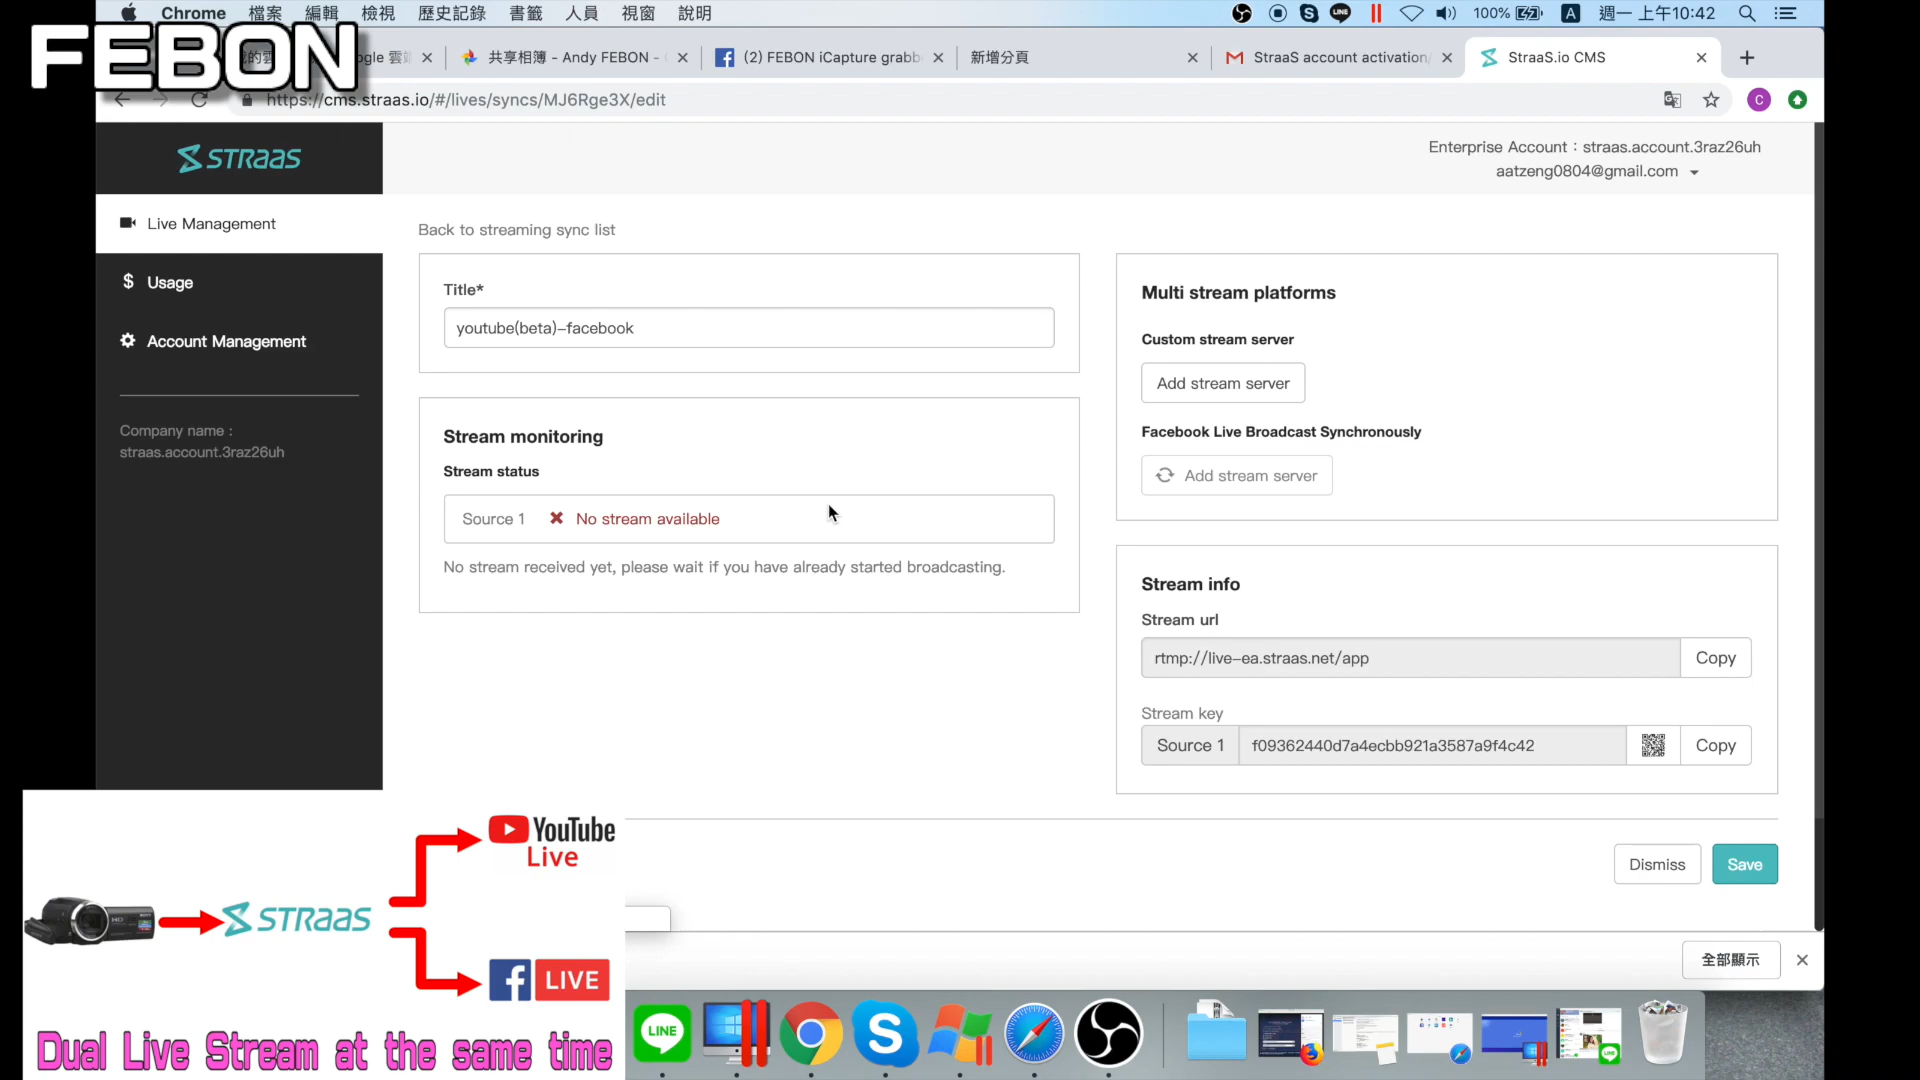 Chrome 檔案 編輯 檢視 歷史記錄 書籤 人員 視窗 說明 100% A 週一 上午10:42
FEBON
共享相簿 - Andy FEBON -
(2) FEBON iCapture grabb
新增分頁
StraaS account activation
StraaS.io CMS
https://cms.straas.io/#/lives/syncs/MJ6Rge3X/edit
C
STRAAS
Enterprise Account：straas.account.3raz26uh
aatzeng0804@gmail.com
Live Management
Usage
Account Management
Company name :
straas.account.3raz26uh
Back to streaming sync list
Title*
youtube(beta)-facebook
Stream monitoring
Stream status
Source 1 No stream available
No stream received yet, please wait if you have already started broadcasting.
Multi stream platforms
Custom stream server
Add stream server
Facebook Live Broadcast Synchronously
Add stream server
Stream info
Stream url
rtmp://live-ea.straas.net/app Copy
Stream key
Source 1 f09362440d7a4ecbb921a3587a9f4c42 Copy
Dismiss Save
全部顯示
YouTube
Live
STRAAS
LIVE
Dual Live Stream at the same time
LINE